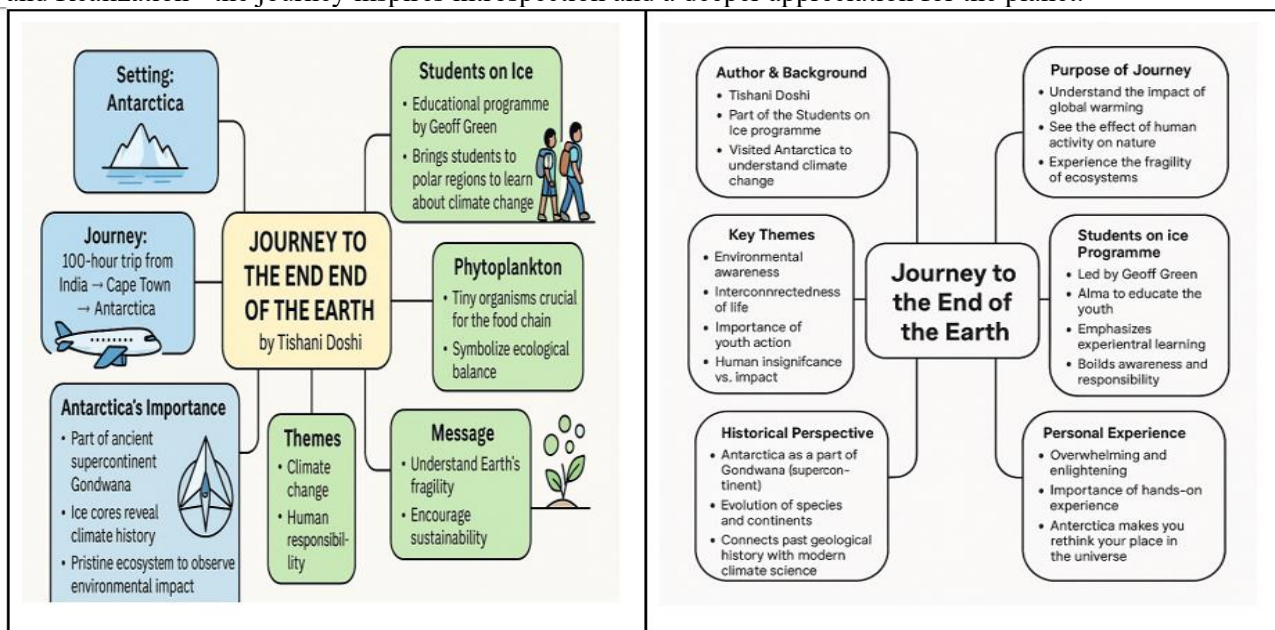 and realization—the journey inspires introspection and a deeper appreciation for the planet.
Setting:
Antarctica
Journey:
100-hour trip from
India → Cape Town
→ Antarctica
Antarctica's Importance
• Part of ancient
supercontinent
Gondwana
• Ice cores reveal
climate history
• Pristine ecosystem to observe
environmental impact
JOURNEY TO
THE END END
OF THE EARTH
by Tishani Doshi
Students on Ice
• Educational programme
by Geoff Green
• Brings students to
polar regions to learn
about climate change
Phytoplankton
• Tiny organisms crucial
for the food chain
• Symbolize ecological
balance
Themes
• Climate
change
• Human
responsibi-
lity
Message
• Understand Earth's
fragility
• Encourage
sustainability
Author & Background
• Tishani Doshi
• Part of the Students on
Ice programme
• Visited Antarctica to
understand climate
change
Key Themes
• Environmental
awareness
• Interconnrectedness
of life
• Importance of
youth action
• Human insignifcance
vs. impact
Historical Perspective
• Antarctica as a part of
Gondwana (supercon-
tinent)
• Evolution of species
and continents
• Connects past geological
history with modern
climate science
Journey to
the End of
the Earth
Purpose of Journey
• Understand the impact of
global warming
• See the effect of human
activity on nature
• Experience the fragility
of ecosystems
Students on ice
Programme
• Led by Geoff Green
• Alma to educate the
youth
• Emphasizes
experientral learning
• Boilds awareness and
responsibility
Personal Experience
• Overwhelming and
enlightening
• Importance of hands-on
experience
• Anterctica makes you
rethink your place in
the universe